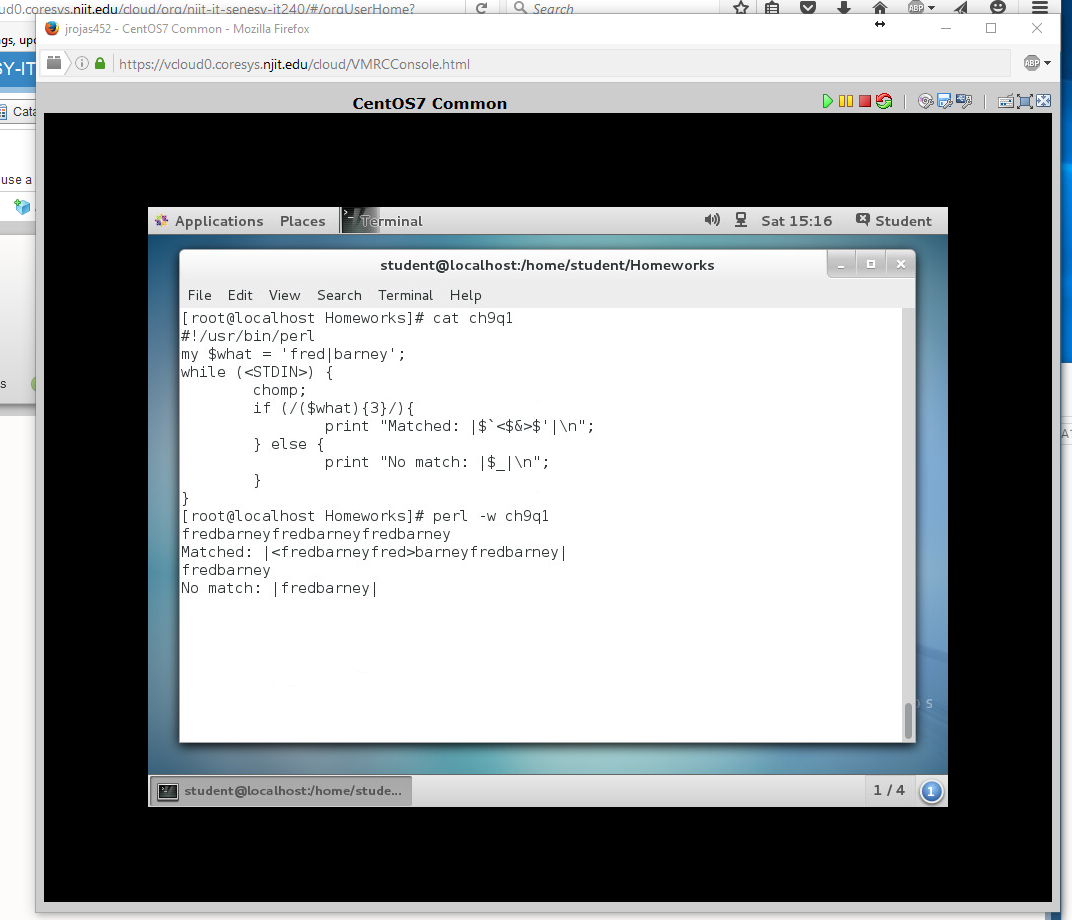 ud0.coresys.njit.edu/cloud/org/njit-it-senesy-it240/#/orgUserHome?
Search
ABP
ngs, upd
jrojas452 - CentOS7 Common - Mozilla Firefox
SY-IT
https://vcloud0.coresys.njit.edu/cloud/VMRCConsole.html
ABP
Cata
CentOS7 Common
use a
Applications Places Terminal
Sat 15:16 Student
student@localhost:/home/student/Homeworks
File Edit View Search Terminal Help
[root@localhost Homeworks]# cat ch9q1
#!/usr/bin/perl
my $what = 'fred|barney';
while (<STDIN>) {
        chomp;
        if (/($what){3}/){
                print "Matched: |$`<$&>$'|\n";
        } else {
                print "No match: |$_|\n";
        }
}
[root@localhost Homeworks]# perl -w ch9q1
fredbarneyfredbarneyfredbarney
Matched: |<fredbarneyfred>barneyfredbarney|
fredbarney
No match: |fredbarney|
s
O S
student@localhost:/home/stude...
1 / 4
1